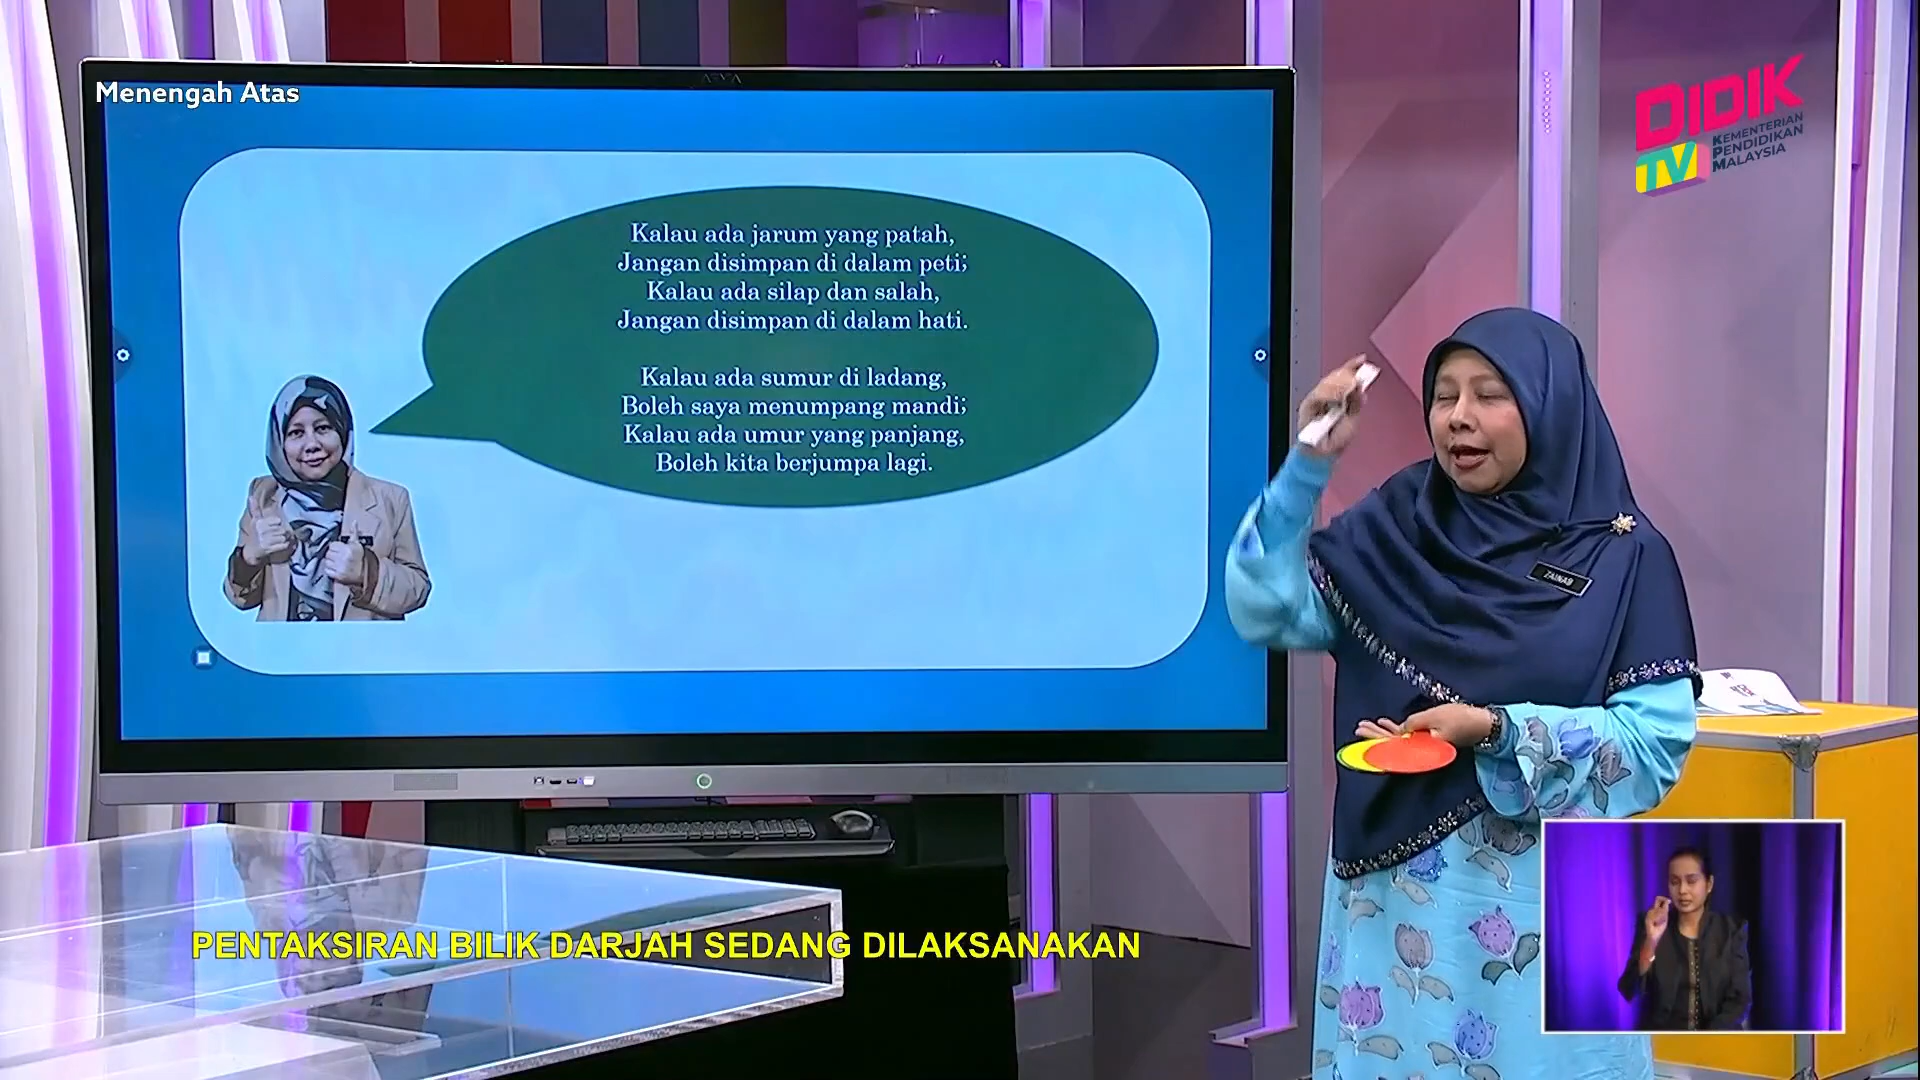 Menengah Atas
DIDIK
TV
KEMENTERIAN
PENDIDIKAN
MALAYSIA
Kalau ada jarum yang patah,
Jangan disimpan di dalam peti;
Kalau ada silap dan salah,
Jangan disimpan di dalam hati.
Kalau ada sumur di ladang,
Boleh saya menumpang mandi;
Kalau ada umur yang panjang,
Boleh kita berjumpa lagi.
ZAINAB
PENTAKSIRAN BILIK DARJAH SEDANG DILAKSANAKAN